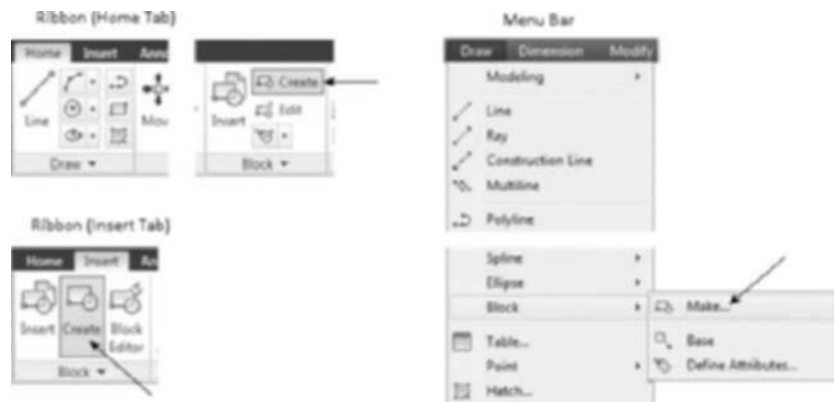 Ribbon (Home Tab)
Home Insert Anno
Line
Mov
Draw
Create
Edit
Insert
Block
Ribbon (Insert Tab)
Home Insert An
Insert Create Block Editor
Block
Menu Bar
Draw Dimension Modify
Modeling
Line
Ray
Construction Line
Multiline
Polyline
Spline
Ellipse
Block
Make...
Base
Define Attributes...
Table...
Point
Hatch...